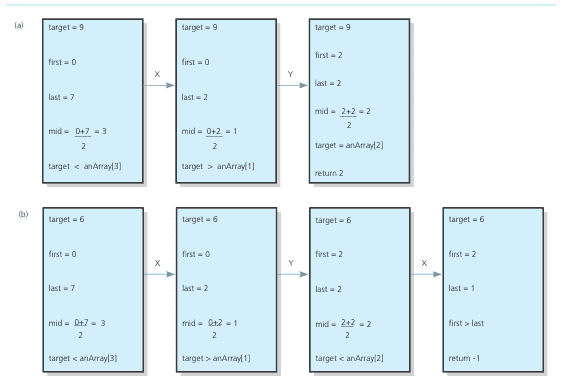 (a)
target = 9
first = 0
last = 7
mid = 0+7 = 3
2
target < anArray[3]
X
target = 9
first = 0
last = 2
mid = 0+2 = 1
2
target > anArray[1]
Y
target = 9
first = 2
last = 2
mid = 2+2 = 2
2
target = anArray[2]
return 2
(b)
target = 6
first = 0
last = 7
mid = 0+7 = 3
2
target < anArray[3]
X
target = 6
first = 0
last = 2
mid = 0+2 = 1
2
target > anArray[1]
Y
target = 6
first = 2
last = 2
mid = 2+2 = 2
2
target < anArray[2]
X
target = 6
first = 2
last = 1
first > last
return -1